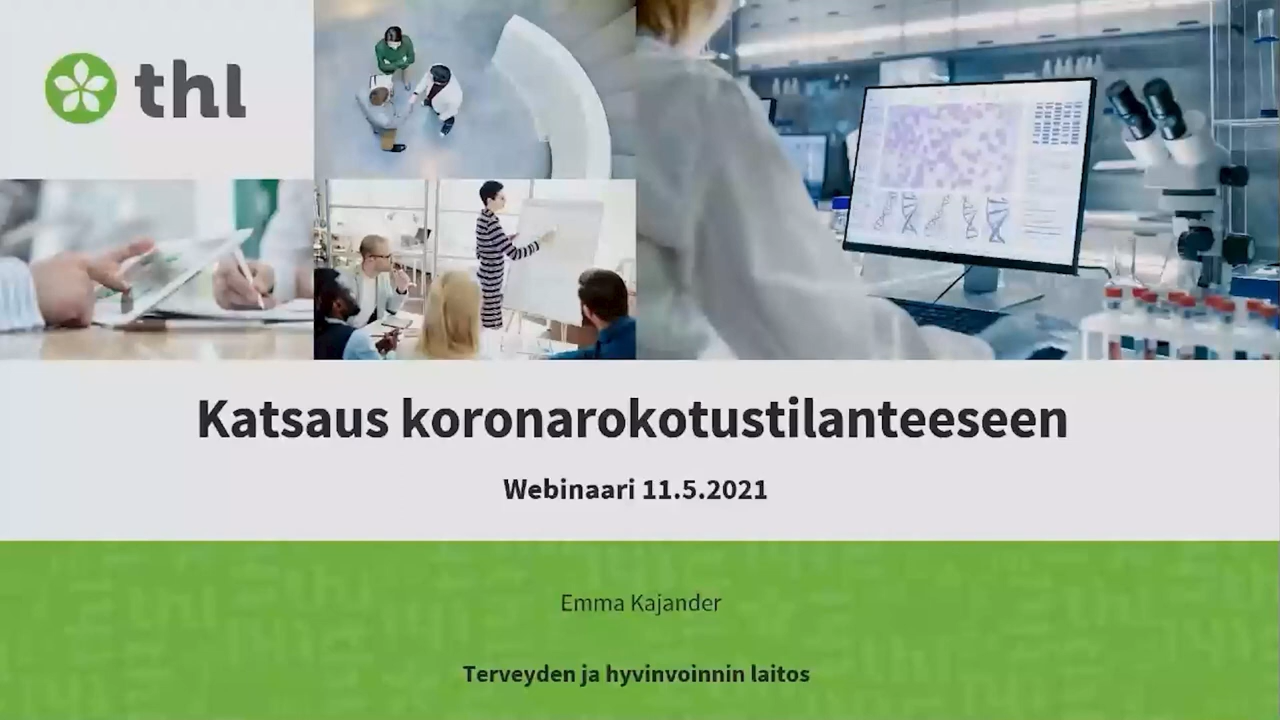 thl
Katsaus koronarokotustilanteeseen
Webinaari 11.5.2021
Emma Kajander
Terveyden ja hyvinvoinnin laitos